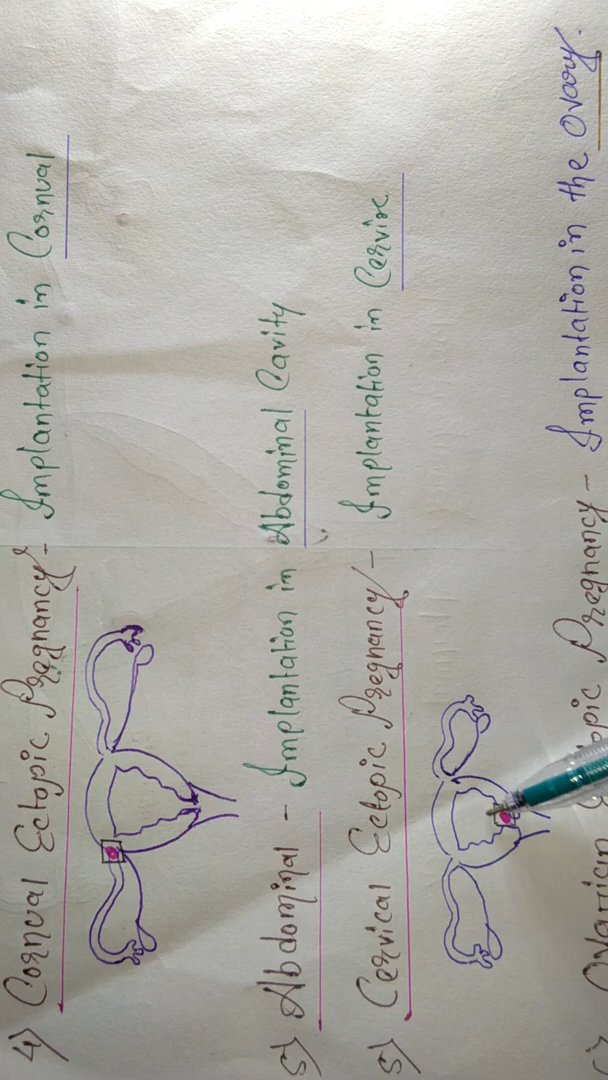 4) Cornual Ectopic Pregnancy - Implantation in Cornual
5) Abdominal - Implantation in Abdominal Cavity
5) Cervical Ectopic Pregnancy - Implantation in Cervix
Pregnancy - Implantation in the Ovary.